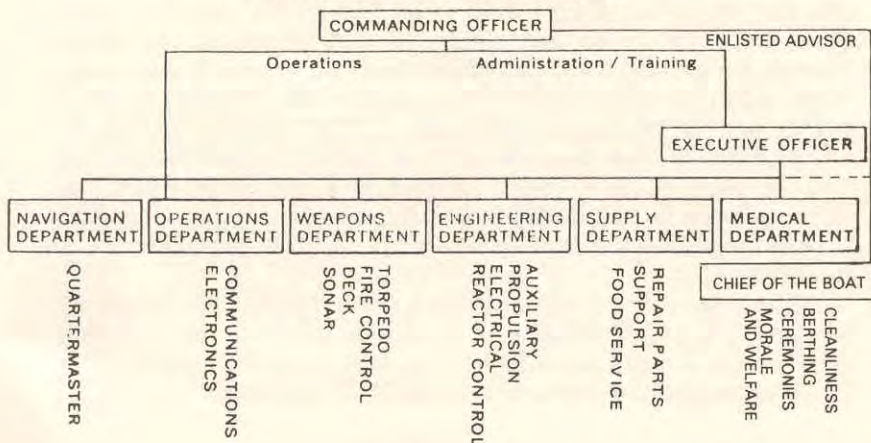 COMMANDING OFFICER
ENLISTED ADVISOR
Operations
Administration / Training
EXECUTIVE OFFICER
NAVIGATION
DEPARTMENT
OPERATIONS
DEPARTMENT
WEAPONS
DEPARTMENT
ENGINEERING
DEPARTMENT
SUPPLY
DEPARTMENT
MEDICAL
DEPARTMENT
QUARTERMASTER
COMMUNICATIONS
ELECTRONICS
TORPEDO
FIRE CONTROL
DECK
SONAR
AUXILIARY
PROPULSION
ELECTRICAL
REACTOR CONTROL
REPAIR PARTS
SUPPORT
FOOD SERVICE
CHIEF OF THE BOAT
CLEANLINESS
BERTHING
CEREMONIES
MORALE
AND WELFARE